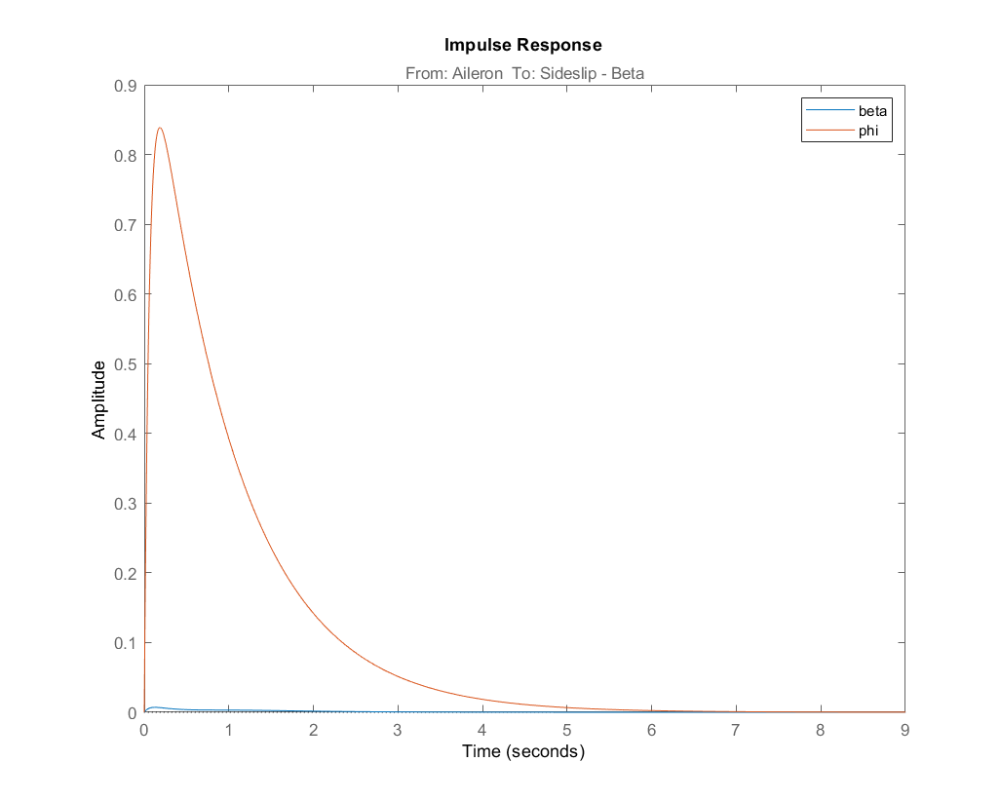 Impulse Response
From: Aileron  To: Sideslip - Beta
beta
phi
Amplitude
0.9
0.8
0.7
0.6
0.5
0.4
0.3
0.2
0.1
0
0 1 2 3 4 5 6 7 8 9
Time (seconds)